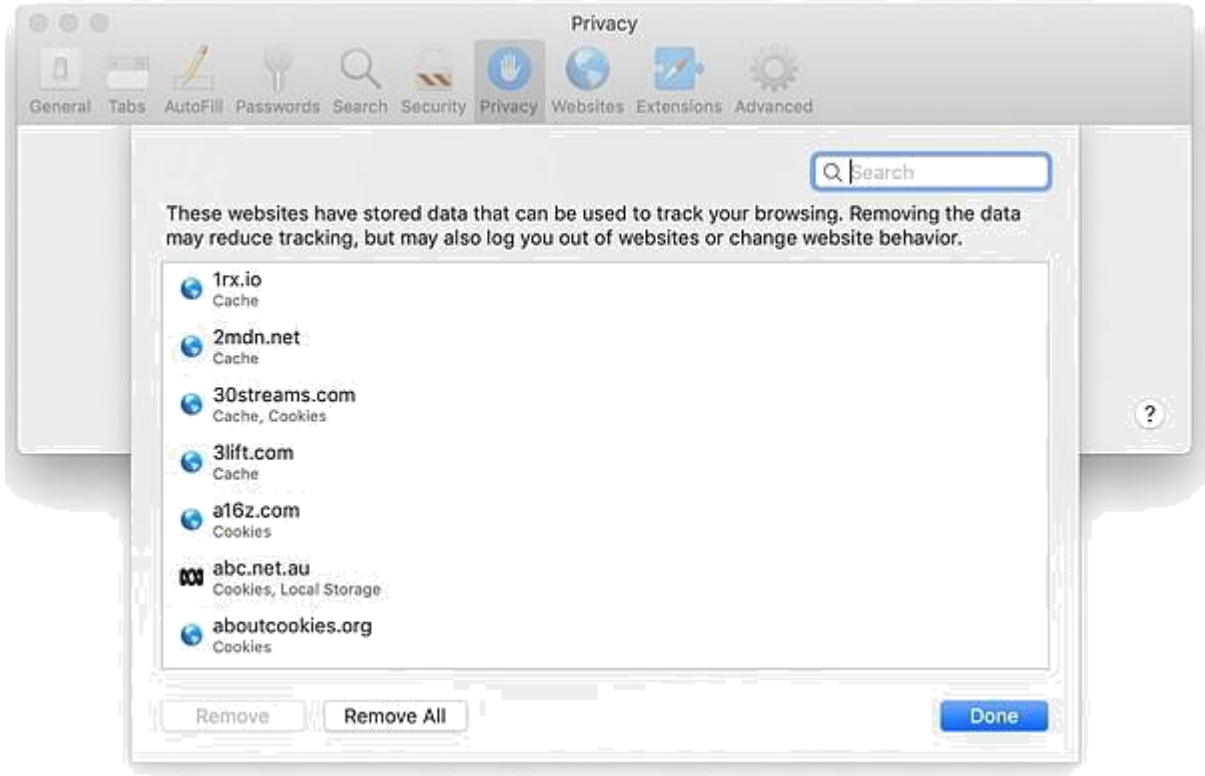 Privacy
General Tabs AutoFill Passwords Search Security Privacy Websites Extensions Advanced
Search
These websites have stored data that can be used to track your browsing. Removing the data
may reduce tracking, but may also log you out of websites or change website behavior.
1rx.io
Cache
2mdn.net
Cache
30streams.com
Cache, Cookies
3lift.com
Cache
a16z.com
Cookies
abc.net.au
Cookies, Local Storage
aboutcookies.org
Cookies
?
Remove Remove All Done